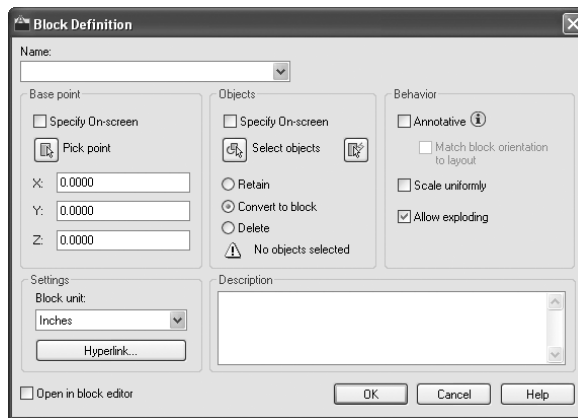 Block Definition
Name:
Base point
Specify On-screen
Pick point
X: 0.0000
Y: 0.0000
Z: 0.0000
Objects
Specify On-screen
Select objects
Retain
Convert to block
Delete
No objects selected
Behavior
Annotative
Match block orientation
to layout
Scale uniformly
Allow exploding
Settings
Block unit:
Inches
Hyperlink...
Description
Open in block editor
OK
Cancel
Help